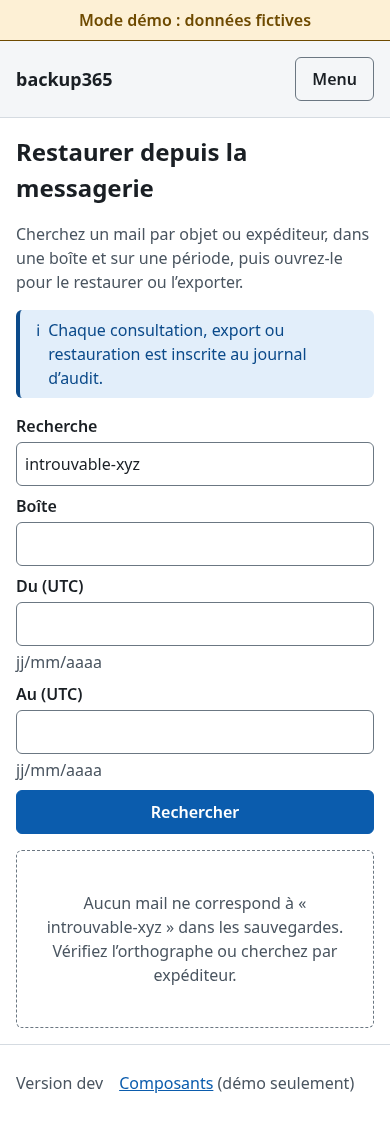 Mode démo : données fictives
backup365
Menu
Restaurer depuis la
messagerie
Cherchez un mail par objet ou expéditeur, dans
une boîte et sur une période, puis ouvrez-le
pour le restaurer ou l’exporter.
i Chaque consultation, export ou
restauration est inscrite au journal
d’audit.
Recherche
introuvable-xyz
Boîte
Du (UTC)
jj/mm/aaaa
Au (UTC)
jj/mm/aaaa
Rechercher
Aucun mail ne correspond à «
introuvable-xyz » dans les sauvegardes.
Vérifiez l’orthographe ou cherchez par
expéditeur.
Version dev Composants (démo seulement)